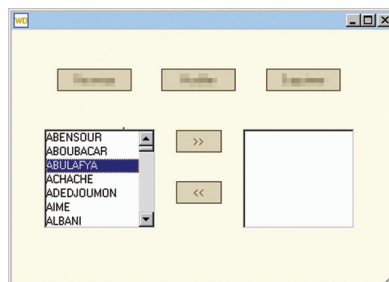 WD
>>
ABENSOUR
ABOUBACAR
ABULAFYA
ACHACHE
ADEDJOUMON
AIME
ALBANI
<<